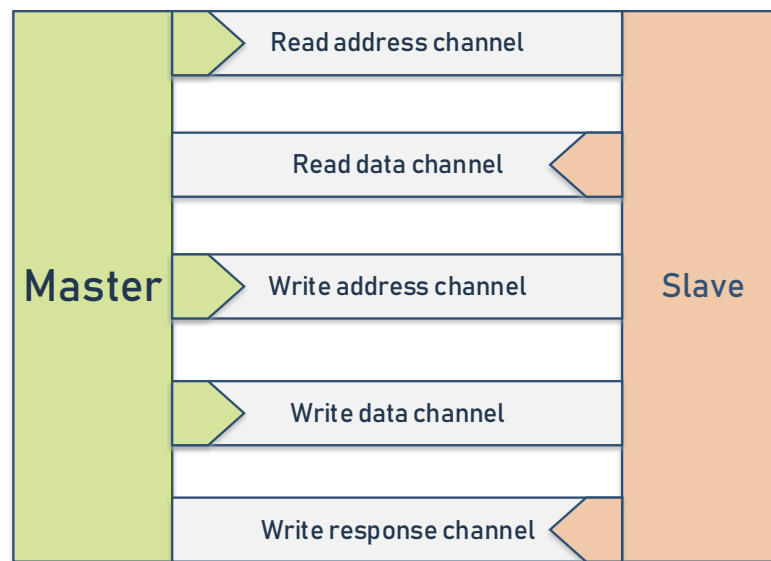 Read address channel
Read data channel
Master
Write address channel
Slave
Write data channel
Write response channel